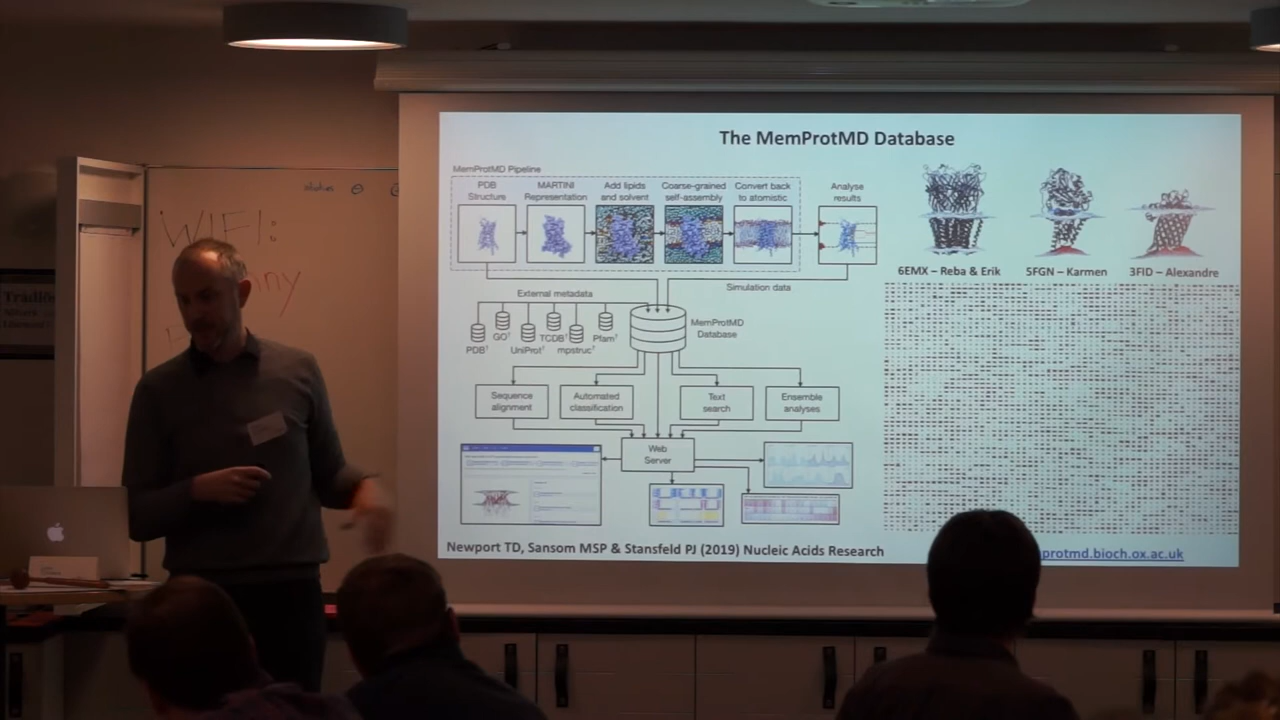 The MemProtMD Database
MemProtMD Pipeline
PDB
Structure
MARTINI
Representation
Add lipids
and solvent
Coarse-grained
self-assembly
Convert back
to atomistic
Analyse
results
6EMX – Reba & Erik
5FGN – Karmen
3FID – Alexandre
External metadata
Simulation data
PDB†
GO†
UniProt†
TCDB†
mpstruc†
Pfam†
MemProtMD
Database
Sequence
alignment
Automated
classification
Text
search
Ensemble
analyses
Web
Server
Newport TD, Sansom MSP & Stansfeld PJ (2019) Nucleic Acids Research
protmd.bioch.ox.ac.uk
WIFI: